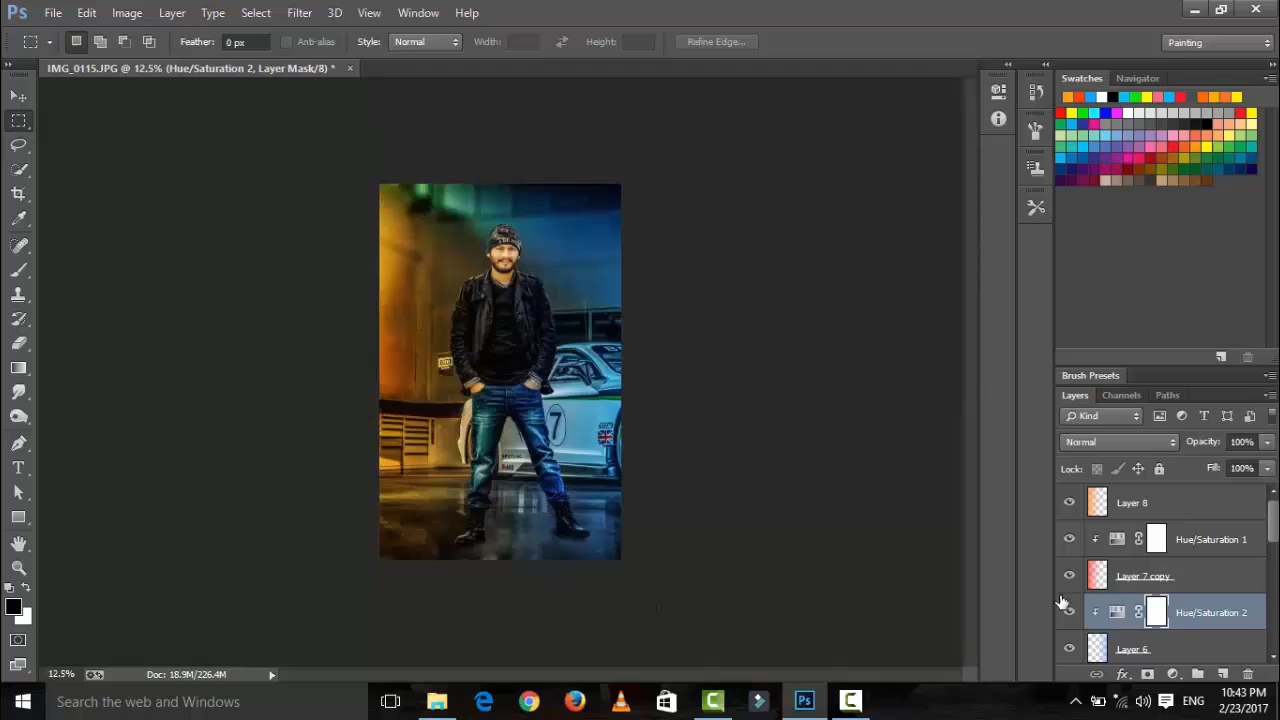 Ps File Edit Image Layer Type Select Filter 3D View Window Help
Feather: 0 px Anti-alias Style: Normal Width: Height: Refine Edge... Painting
IMG_0115.JPG @ 12.5% (Hue/Saturation 2, Layer Mask/8) * ×
Swatches Navigator
Brush Presets
Layers Channels Paths
Kind
Normal Opacity: 100%
Lock: Fill: 100%
Layer 8
Hue/Saturation 1
Layer 7 copy
Hue/Saturation 2
Layer 6
7
12.5% Doc: 18.9M/226.4M
Search the web and Windows
Ps
ENG
10:43 PM
2/23/2017